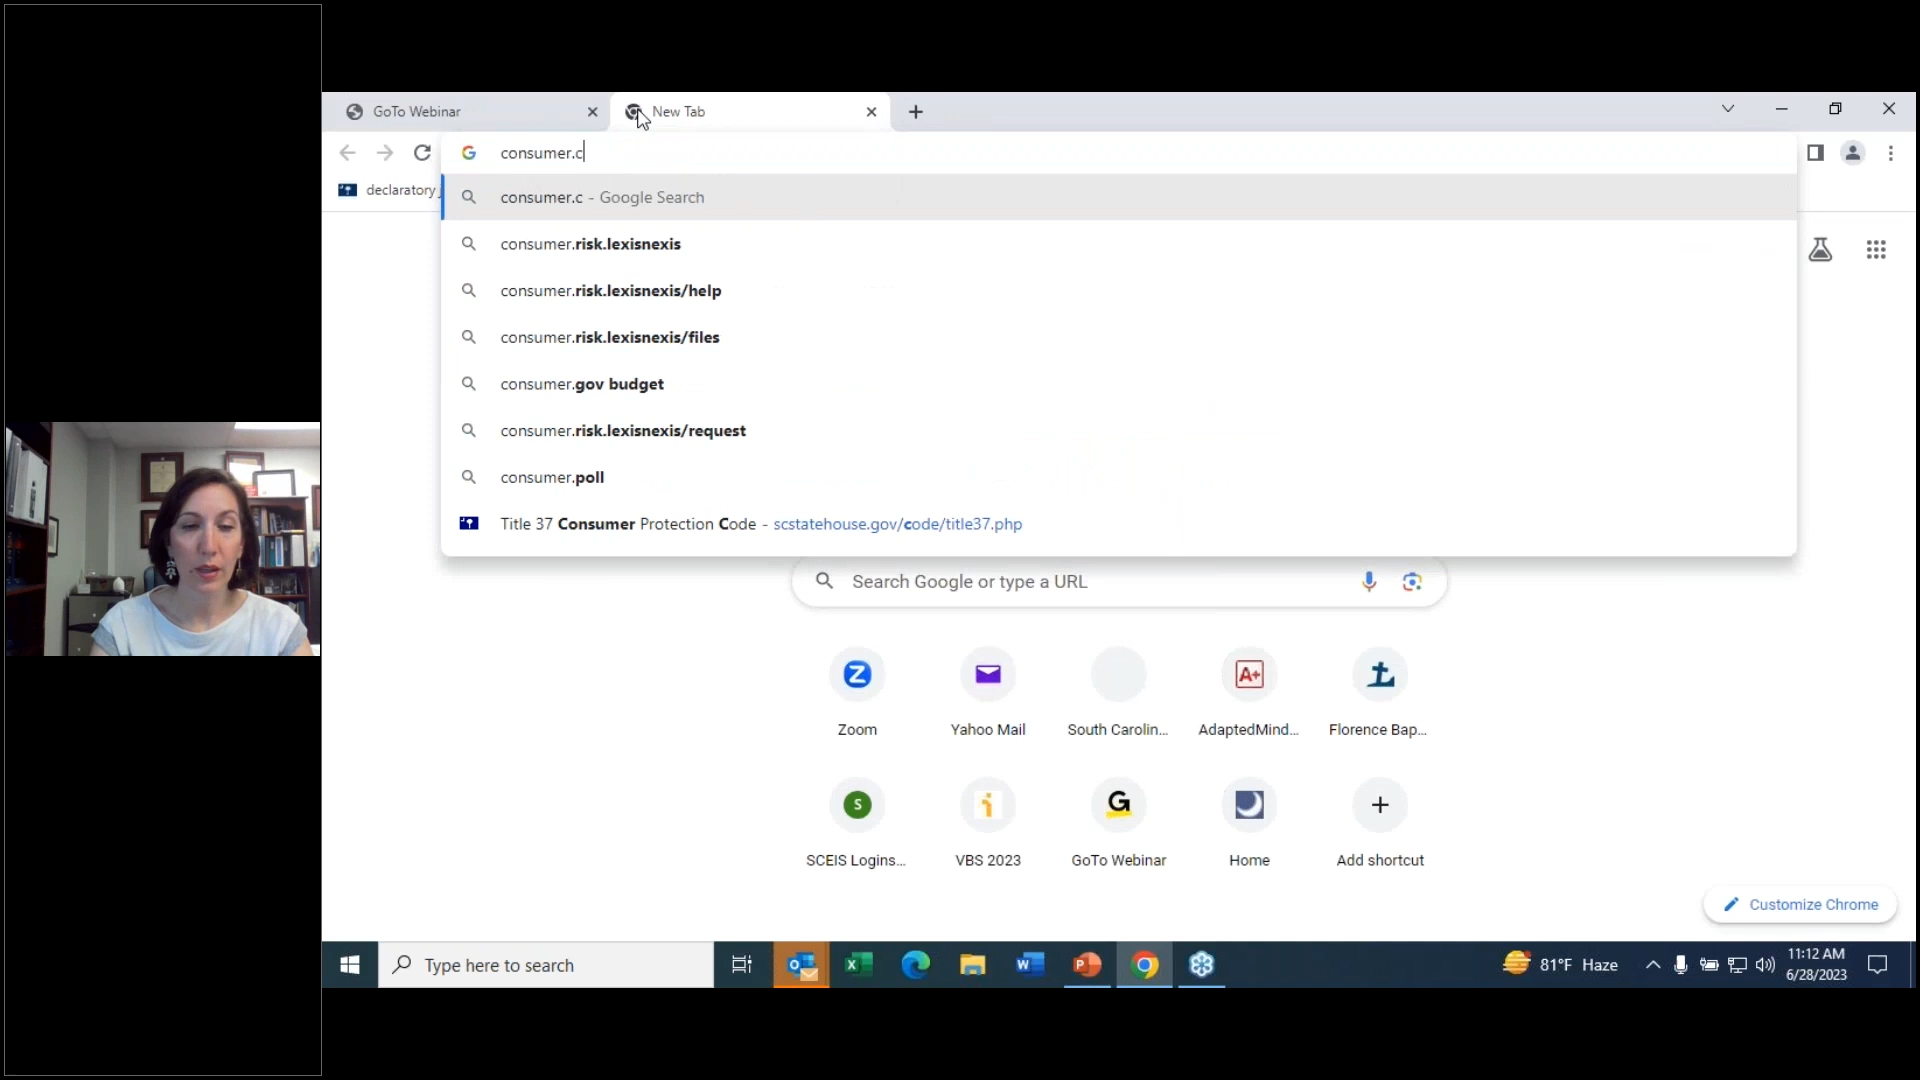 GoTo Webinar
New Tab
consumer.c
declaratory j
consumer.c - Google Search
consumer.risk.lexisnexis
consumer.risk.lexisnexis/help
consumer.risk.lexisnexis/files
consumer.gov budget
consumer.risk.lexisnexis/request
consumer.poll
Title 37 Consumer Protection Code - scstatehouse.gov/code/title37.php
Search Google or type a URL
Zoom
Yahoo Mail
South Carolin...
A+
AdaptedMind...
Florence Bap...
S
SCEIS Logins...
VBS 2023
GoTo Webinar
Home
Add shortcut
Customize Chrome
Type here to search
81°F Haze
11:12 AM
6/28/2023